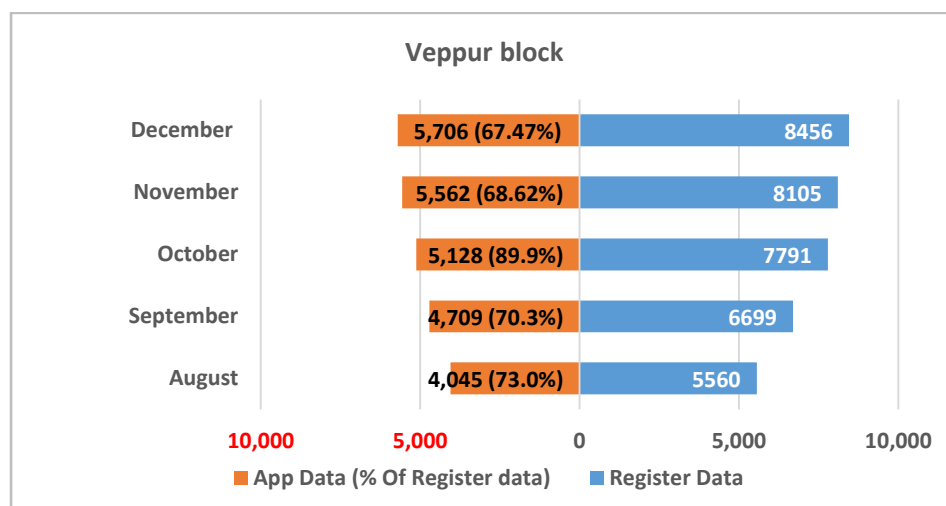 Veppur block
December 5,706 (67.47%) 8456
November 5,562 (68.62%) 8105
October 5,128 (89.9%) 7791
September 4,709 (70.3%) 6699
August 4,045 (73.0%) 5560
10,000 5,000 0 5,000 10,000
App Data (% Of Register data) Register Data